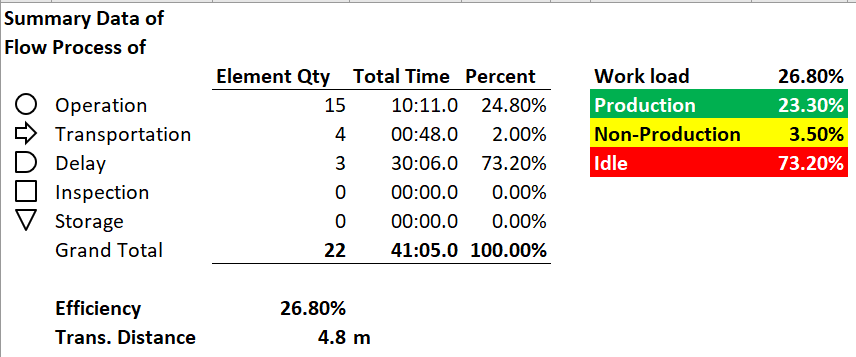 Summary Data of
Flow Process of
Element Qty Total Time Percent Work load 26.80%
Operation 15 10:11.0 24.80% Production 23.30%
Transportation 4 00:48.0 2.00% Non-Production 3.50%
Delay 3 30:06.0 73.20% Idle 73.20%
Inspection 0 00:00.0 0.00%
Storage 0 00:00.0 0.00%
Grand Total 22 41:05.0 100.00%
Efficiency 26.80%
Trans. Distance 4.8 m